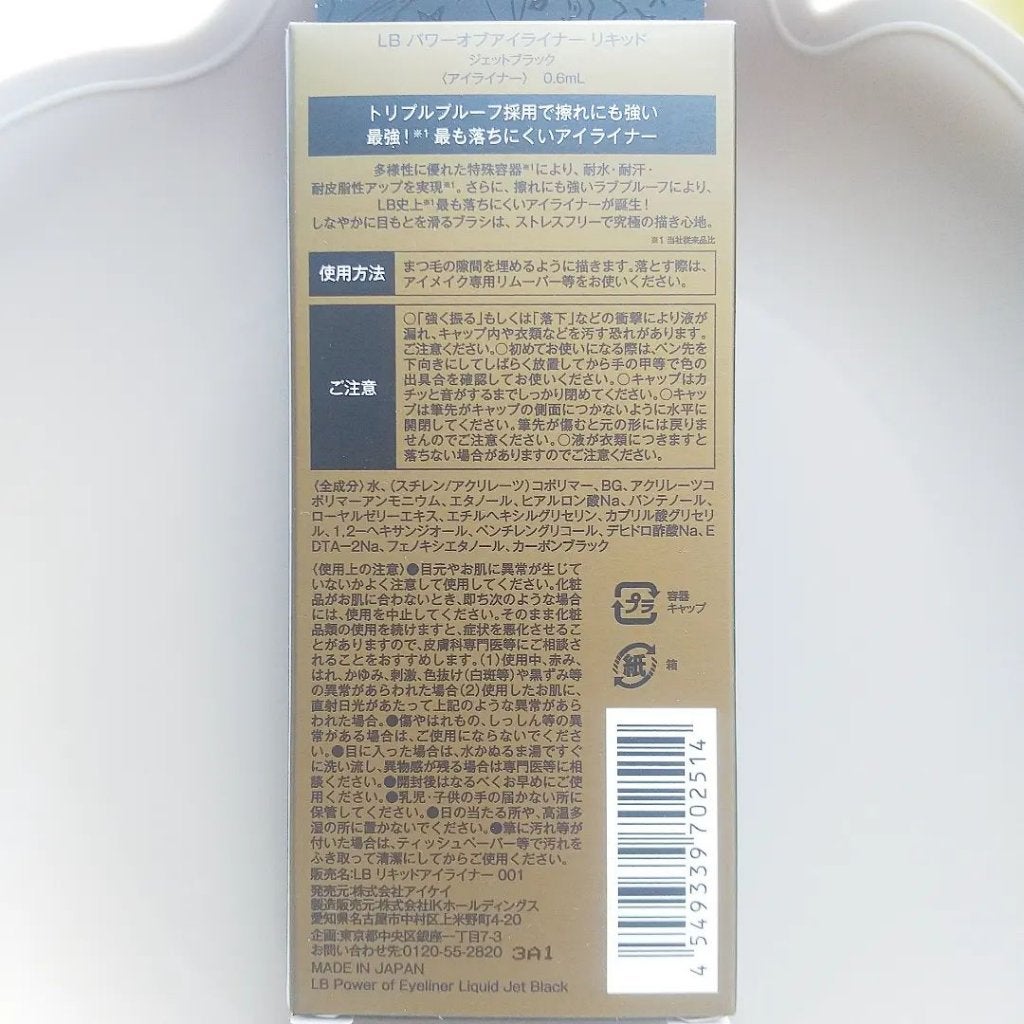 LB パワーオブアイライナー リキッド
ジェットブラック
〈アイライナー〉 0.6mL
トリプルプルーフ採用で擦れにも強い
最強!※1 最も落ちにくいアイライナー
多様性に優れた特殊容器※1により、耐水・耐汗・
耐皮脂性アップを実現※1。さらに、擦れにも強いラブプルーフにより、
LB史上※1最も落ちにくいアイライナーが誕生!
しなやかに目もとを滑るブラシは、ストレスフリーで究極の描き心地。
※1 当社従来品比
使用方法
まつ毛の隙間を埋めるように描きます。落とす際は、
アイメイク専用リムーバー等をお使いください。
ご注意
○「強く振る」もしくは「落下」などの衝撃により液が
漏れ、キャップ内や衣類などを汚す恐れがあります。
ご注意ください。○初めてお使いになる際は、ペン先を
下向きにしてしばらく放置してから手の甲等で色の
出具合を確認してお使いください。○キャップはカ
チッと音がするまでしっかり閉めてください。○キャッ
プは筆先がキャップの側面につかないように水平に
開閉してください。筆先が傷むと元の形には戻りま
せんのでご注意ください。○液が衣類につきますと
落ちない場合がありますのでご注意ください。
〈全成分〉水、(スチレン/アクリレーツ)コポリマー、BG、アクリレーツコ
ポリマーアンモニウム、エタノール、ヒアルロン酸Na、パンテノール、
ローヤルゼリーエキス、エチルヘキシルグリセリン、カプリル酸グリセリ
ル、1,2-ヘキサンジオール、ペンチレングリコール、デヒドロ酢酸Na、E
DTA-2Na、フェノキシエタノール、カーボンブラック
〈使用上の注意〉●目元やお肌に異常が生じて
いないかよく注意して使用してください。化粧
品がお肌に合わないとき、即ち次のような場合
には、使用を中止してください。そのまま化粧
品類の使用を続けますと、症状を悪化させるこ
とがありますので、皮膚科専門医等にご相談さ
れることをおすすめします。(1)使用中、赤み、
はれ、かゆみ、刺激、色抜け(白斑等)や黒ずみ等
の異常があらわれた場合(2)使用したお肌に、
直射日光があたって上記のような異常があら
われた場合。●傷やはれもの、しっしん等の異
常がある場合は、ご使用にならないでくださ
い。●目に入った場合は、水かぬるま湯ですぐ
に洗い流し、異物感が残る場合は専門医等に相
談ください。●開封後はなるべくお早めにご使
用ください。●乳児・子供の手の届かない所に
保管してください。●日の当たる所や、高温多
湿の所に置かないでください。●筆に汚れ等が
付いた場合は、ティッシュペーパー等で汚れを
ふき取って清潔にしてからご使用ください。
販売名:LB リキッドアイライナー 001
発売元:株式会社アイケイ
製造販売元:株式会社IKホールディングス
愛知県名古屋市中村区上米野町4-20
企画:東京都中央区銀座一丁目7-3
お問い合わせ先:0120-55-2820 3A1
MADE IN JAPAN
LB Power of Eyeliner Liquid Jet Black
プラ
容器
キャップ
紙
箱
4 549339 702514